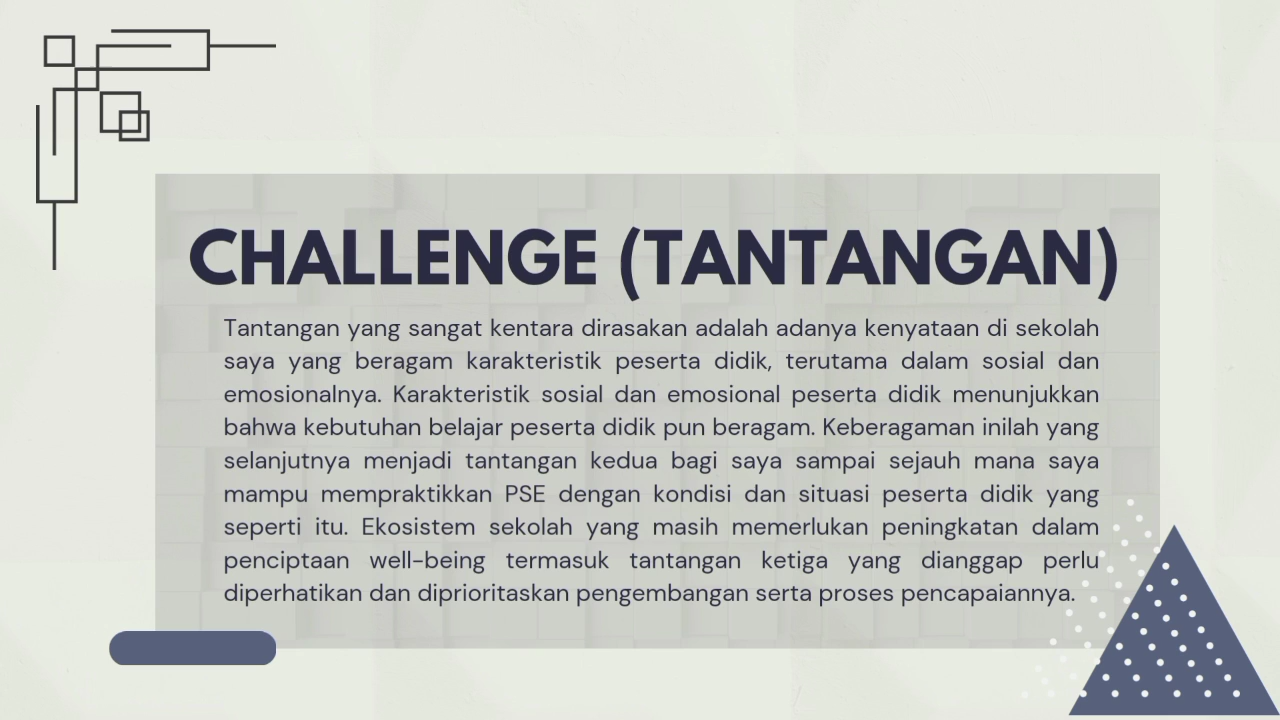 CHALLENGE (TANTANGAN)
Tantangan yang sangat kentara dirasakan adalah adanya kenyataan di sekolah
saya yang beragam karakteristik peserta didik, terutama dalam sosial dan
emosionalnya. Karakteristik sosial dan emosional peserta didik menunjukkan
bahwa kebutuhan belajar peserta didik pun beragam. Keberagaman inilah yang
selanjutnya menjadi tantangan kedua bagi saya sampai sejauh mana saya
mampu mempraktikkan PSE dengan kondisi dan situasi peserta didik yang
seperti itu. Ekosistem sekolah yang masih memerlukan peningkatan dalam
penciptaan well-being termasuk tantangan ketiga yang dianggap perlu
diperhatikan dan diprioritaskan pengembangan serta proses pencapaiannya.